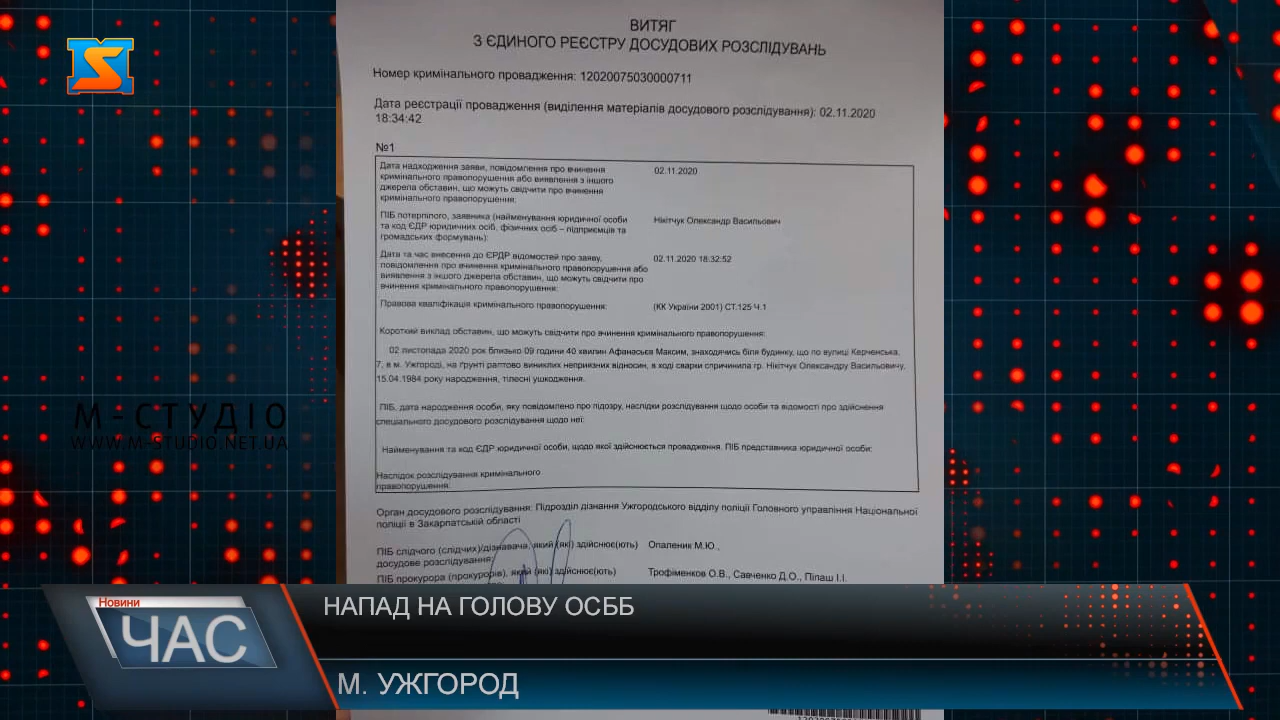 ВИТЯГ
З ЄДИНОГО РЕЄСТРУ ДОСУДОВИХ РОЗСЛІДУВАНЬ
Номер кримінального провадження: 12020075030000711
Дата реєстрації провадження (виділення матеріалів досудового розслідування): 02.11.2020
18:34:42
№1
Дата надходження заяви, повідомлення про вчинення
кримінального правопорушення або виявлення з іншого
джерела обставин, що можуть свідчити про вчинення
кримінального правопорушення:
02.11.2020
ПІБ потерпілого, заявника (найменування юридичної особи
та код ЄДР юридичних осіб, фізичних осіб – підприємців та
громадських формувань):
Нікітчук Олександр Васильович
Дата та час внесення до ЄРДР відомостей про заяву,
повідомлення про вчинення кримінального правопорушення або
виявлення з іншого джерела обставин, що можуть свідчити про
вчинення кримінального правопорушення:
02.11.2020 18:32:52
Правова кваліфікація кримінального правопорушення:
(КК України 2001) СТ.125 Ч.1
Короткий виклад обставин, що можуть свідчити про вчинення кримінального правопорушення:
02 листопада 2020 рок Близько 09 години 40 хвилин Афанасьєв Максим, знаходячись біля будинку, що по вулиці Керченська,
7, в м. Ужгороді, на ґрунті раптово виниклих неприязних відносин, в ході сварки спричинила гр. Нікітчук Олександру Васильовичу,
15.04.1984 року народження, тілесні ушкодження.
ПІБ, дата народження особи, яку повідомлено про підозру, наслідки розслідування щодо особи та відомості про здійснення
спеціального досудового розслідування щодо неї:
Найменування та код ЄДР юридичної особи, щодо якої здійснюється провадження. ПІБ представника юридичної особи:
Наслідок розслідування кримінального
правопорушення:
Орган досудового розслідування: Підрозділ дізнання Ужгородського відділу поліції Головного управління Національної
поліції в Закарпатській області
ПІБ слідчого (слідчих)/дізнавача, який (які) здійснює(ють)
досудове розслідування:
Опаленик М.Ю.,
ПІБ прокурора (прокурорів), який (які) здійснює(ють)
Трофіменков О.В., Савченко Д.О., Піпаш І.І.
М-СТУДІО
WWW.M-STUDIO.NET.UA
Новини
ЧАС
НАПАД НА ГОЛОВУ ОСББ
М. УЖГОРОД